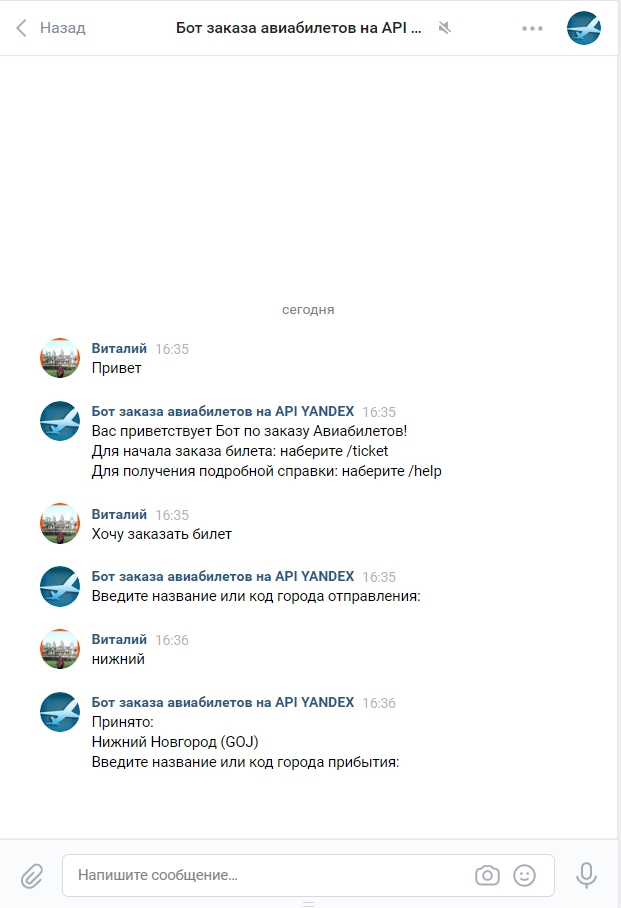 Назад
Бот заказа авиабилетов на API ...
сегодня
Виталий 16:35
Привет
Бот заказа авиабилетов на API YANDEX 16:35
Вас приветствует Бот по заказу Авиабилетов!
Для начала заказа билета: наберите /ticket
Для получения подробной справки: наберите /help
Виталий 16:35
Хочу заказать билет
Бот заказа авиабилетов на API YANDEX 16:35
Введите название или код города отправления:
Виталий 16:36
нижний
Бот заказа авиабилетов на API YANDEX 16:36
Принято:
Нижний Новгород (GOJ)
Введите название или код города прибытия:
Напишите сообщение...